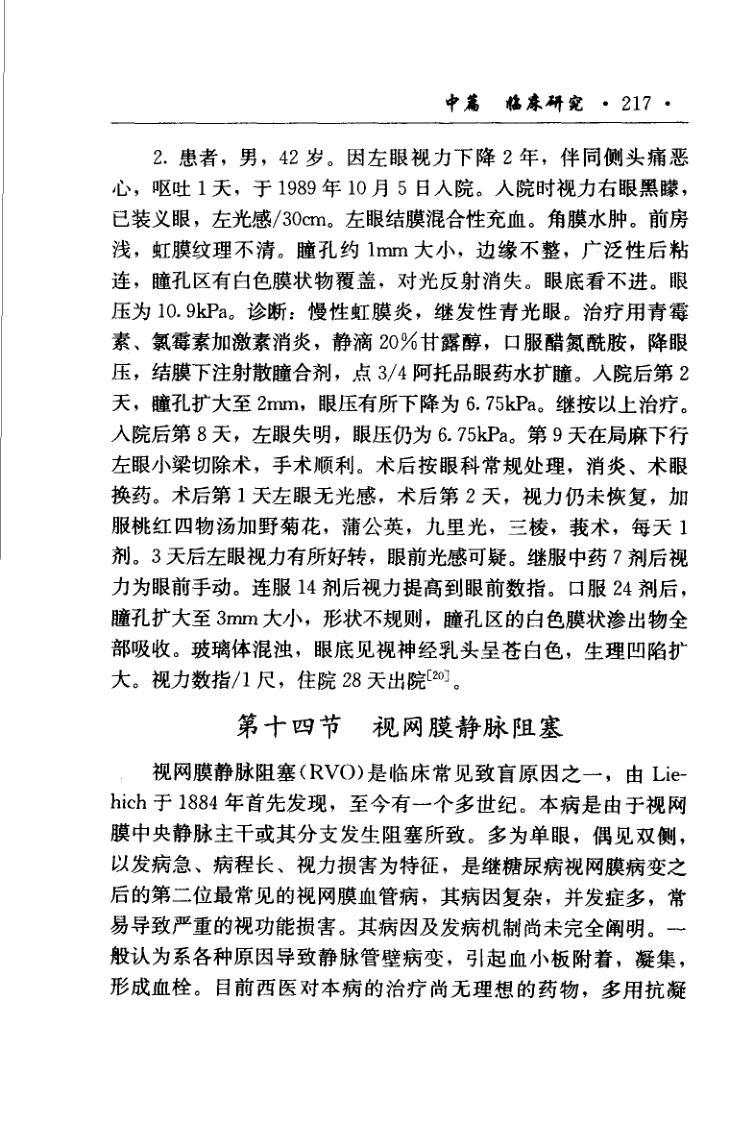 中篇 临床研究 · 217 ·
2. 患者，男，42 岁。因左眼视力下降 2 年，伴同侧头痛恶
心，呕吐 1 天，于 1989 年 10 月 5 日入院。入院时视力右眼黑矇，
已装义眼，左光感/30cm。左眼结膜混合性充血。角膜水肿。前房
浅，虹膜纹理不清。瞳孔约 1mm 大小，边缘不整，广泛性后粘
连，瞳孔区有白色膜状物覆盖，对光反射消失。眼底看不进。眼
压为 10.9kPa。诊断：慢性虹膜炎，继发性青光眼。治疗用青霉
素、氯霉素加激素消炎，静滴 20％甘露醇，口服醋氮酰胺，降眼
压，结膜下注射散瞳合剂，点 3/4 阿托品眼药水扩瞳。入院后第 2
天，瞳孔扩大至 2mm，眼压有所下降为 6.75kPa。继按以上治疗。
入院后第 8 天，左眼失明，眼压仍为 6.75kPa。第 9 天在局麻下行
左眼小梁切除术，手术顺利。术后按眼科常规处理，消炎、术眼
换药。术后第 1 天左眼无光感，术后第 2 天，视力仍未恢复，加
服桃红四物汤加野菊花，蒲公英，九里光，三棱，莪术，每天 1
剂。3 天后左眼视力有所好转，眼前光感可疑。继服中药 7 剂后视
力为眼前手动。连服 14 剂后视力提高到眼前数指。口服 24 剂后，
瞳孔扩大至 3mm 大小，形状不规则，瞳孔区的白色膜状渗出物全
部吸收。玻璃体混浊，眼底见视神经乳头呈苍白色，生理凹陷扩
大。视力数指/1 尺，住院 28 天出院[20]。
第十四节 视网膜静脉阻塞
视网膜静脉阻塞(RVO)是临床常见致盲原因之一，由 Lie-
hich 于 1884 年首先发现，至今有一个多世纪。本病是由于视网
膜中央静脉主干或其分支发生阻塞所致。多为单眼，偶见双侧，
以发病急、病程长、视力损害为特征，是继糖尿病视网膜病变之
后的第二位最常见的视网膜血管病，其病因复杂，并发症多，常
易导致严重的视功能损害。其病因及发病机制尚未完全阐明。一
般认为系各种原因导致静脉管壁病变，引起血小板附着，凝集，
形成血栓。目前西医对本病的治疗尚无理想的药物，多用抗凝